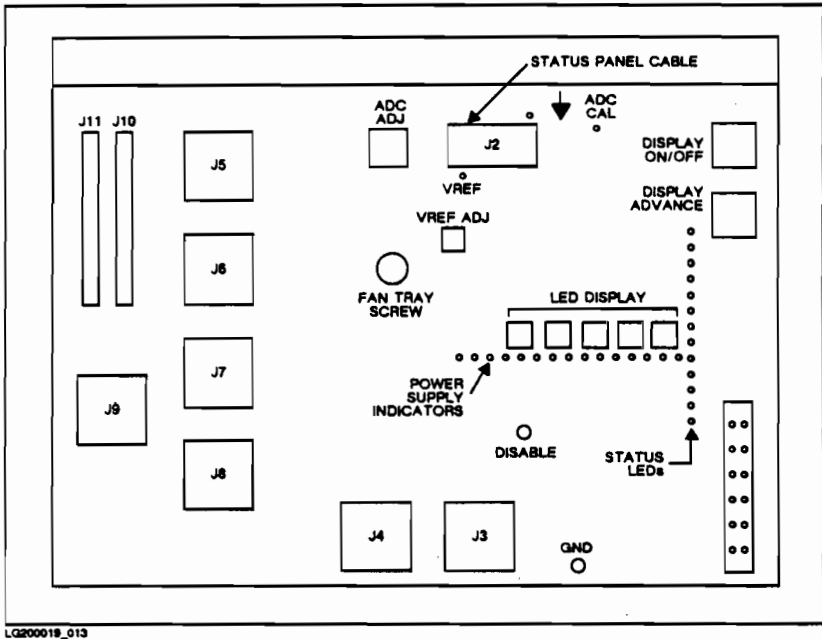 STATUS PANEL CABLE
ADC
ADJ
ADC
CAL
J11
J10
J2
DISPLAY
ON/OFF
J5
VREF
DISPLAY
ADVANCE
VREF ADJ
J6
FAN TRAY
SCREW
LED DISPLAY
J7
POWER
SUPPLY
INDICATORS
J9
DISABLE
STATUS
LEDs
J8
J4
J3
GND
LG200019_013